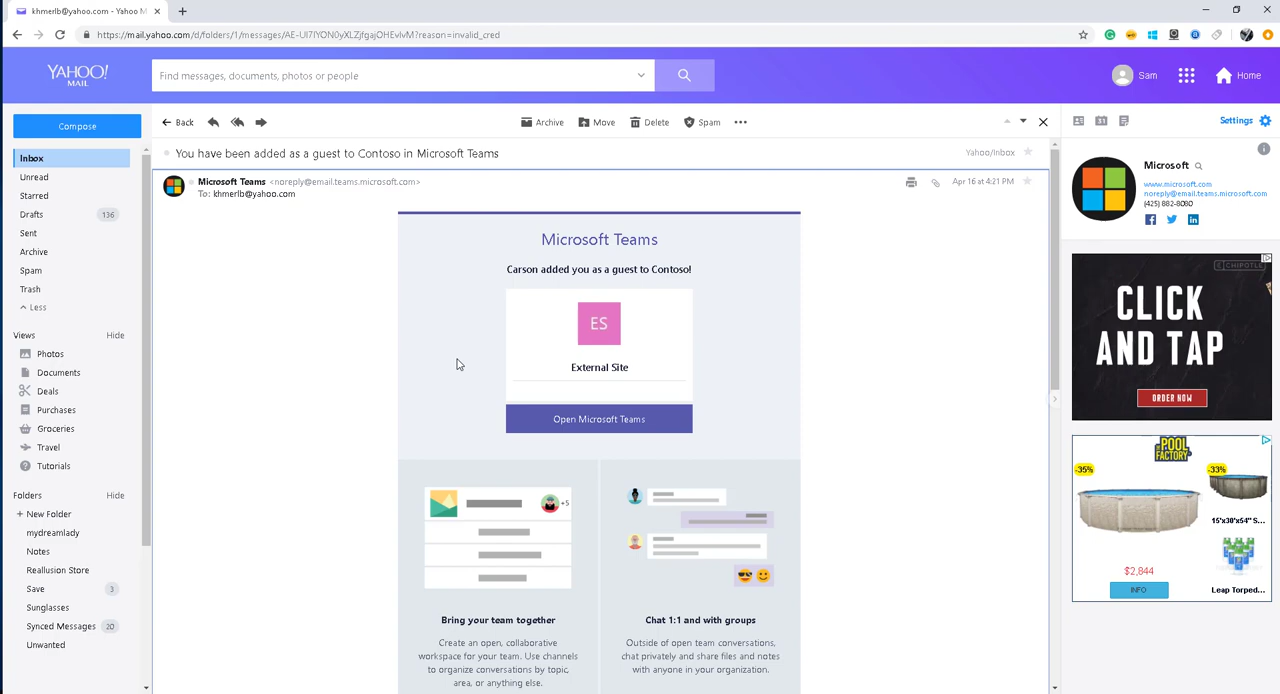 khmerlb@yahoo.com - Yahoo M
https://mail.yahoo.com/d/folders/1/messages/
?reason=invalid_cred
YAHOO!
MAIL
Find messages, documents, photos or people
Sam
Home
Compose
Back
Archive
Move
Delete
Spam
Settings
Inbox
Unread
Starred
Drafts 136
Sent
Archive
Spam
Trash
Less
Views Hide
Photos
Documents
Deals
Purchases
Groceries
Travel
Tutorials
Folders Hide
+ New Folder
mydreamlady
Notes
Reallusion Store
Save 3
Sunglasses
Synced Messages 20
Unwanted
You have been added as a guest to Contoso in Microsoft Teams
Yahoo/Inbox
Microsoft Teams <noreply@email.teams.microsoft.com>
To: khmerlb@yahoo.com
Apr 16 at 4:21 PM
Microsoft Teams
Carson added you as a guest to Contoso!
ES
External Site
Open Microsoft Teams
+5
Bring your team together
Create an open, collaborative
workspace for your team. Use channels
to organize conversations by topic,
area, or anything else.
Chat 1:1 and with groups
Outside of open team conversations,
chat privately and share files and notes
with anyone in your organization.
Microsoft
www.microsoft.com
noreply@email.teams.microsoft.com
(425) 882-8080
CHIPOTLE
CLICK
AND TAP
ORDER NOW
THE
POOL
FACTORY
-35%
-33%
15'x30'x54" S...
$2,844
INFO
Leap Torped...